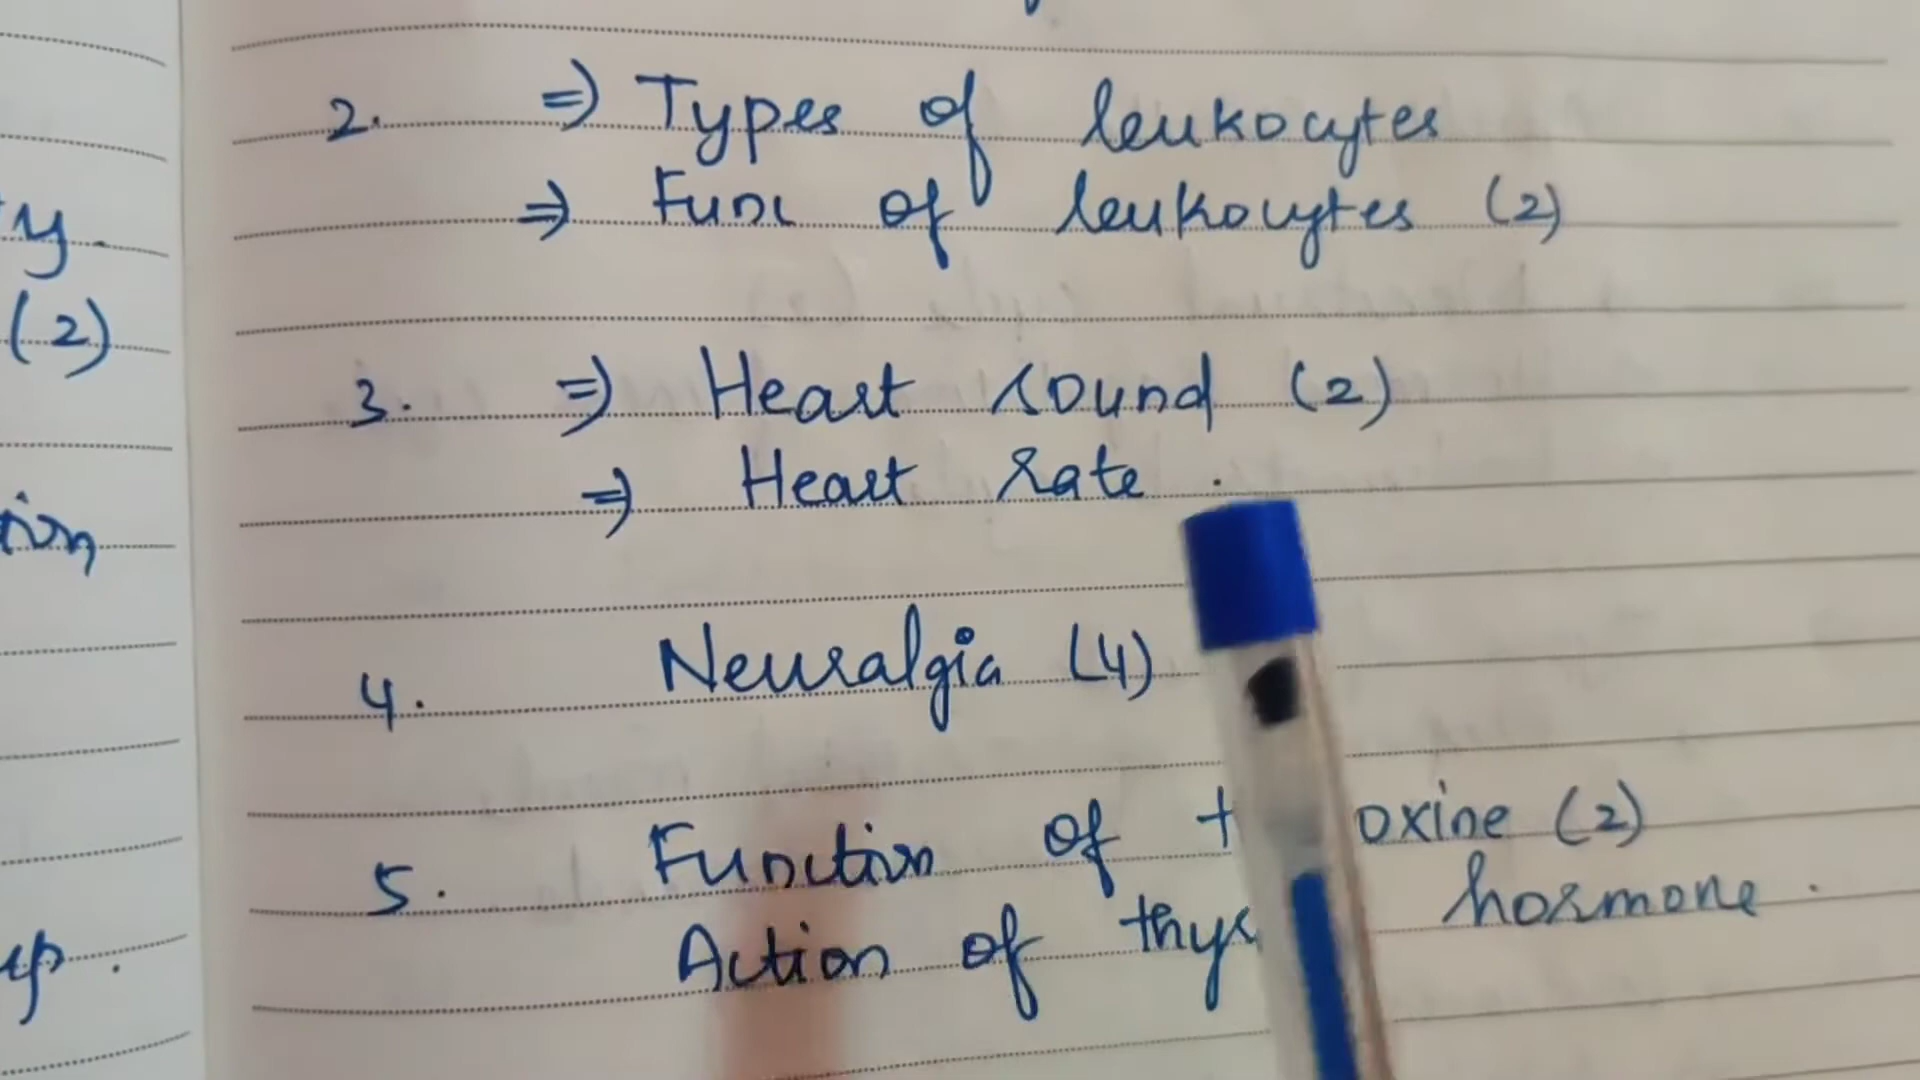 y.
(2)
2. ⇒ Types of leukocytes
⇒ Func of leukocytes (2)
3. ⇒ Heart sound (2)
⇒ Heart rate.
4. Neuralgia (4)
5. Function of oxine (2)
Action of hormone.